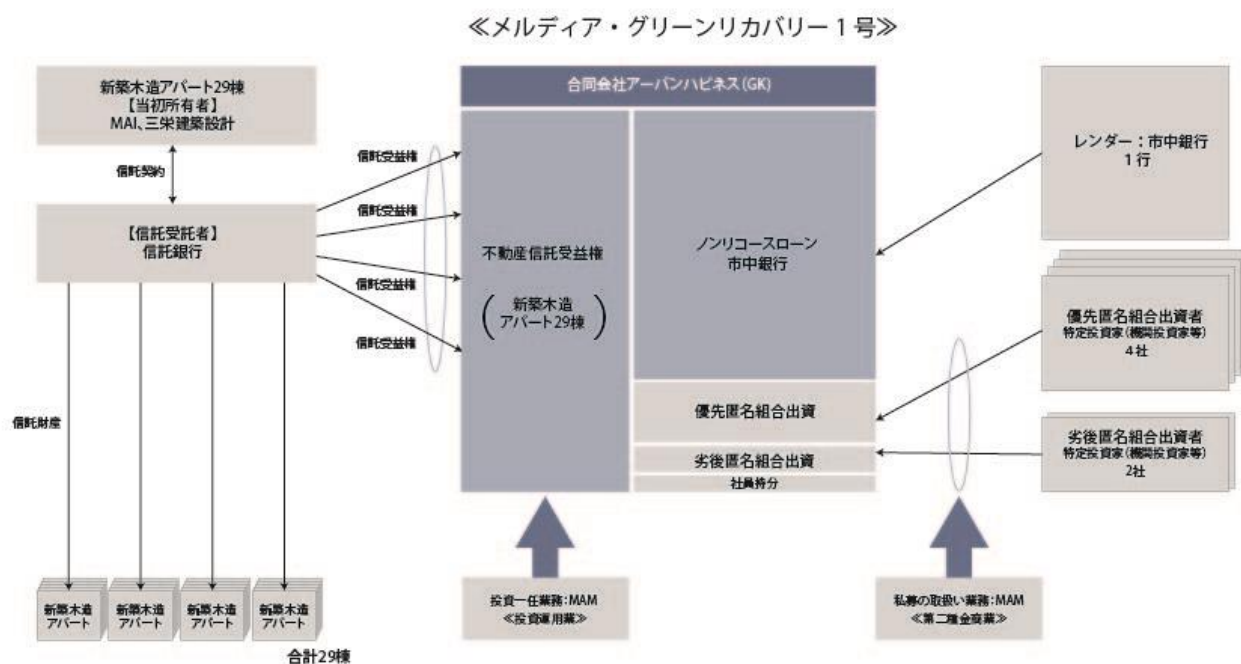 ≪メルディア・グリーンリカバリー1号≫
新築木造アパート29棟
【当初所有者】
MAI、三栄建築設計
信託契約
【信託受託者】
信託銀行
信託受益権
信託受益権
信託受益権
信託受益権
信託財産
新築木造
アパート
新築木造
アパート
新築木造
アパート
新築木造
アパート
合計29棟
合同会社アーバンハピネス(GK)
不動産信託受益権
(新築木造
アパート29棟)
ノンリコースローン
市中銀行
優先匿名組合出資
劣後匿名組合出資
社員持分
投資一任業務:MAM
≪投資運用業≫
レンダー:市中銀行
1行
優先匿名組合出資者
特定投資家(機関投資家等)
4社
劣後匿名組合出資者
特定投資家(機関投資家等)
2社
私募の取扱い業務:MAM
≪第二種金商業≫